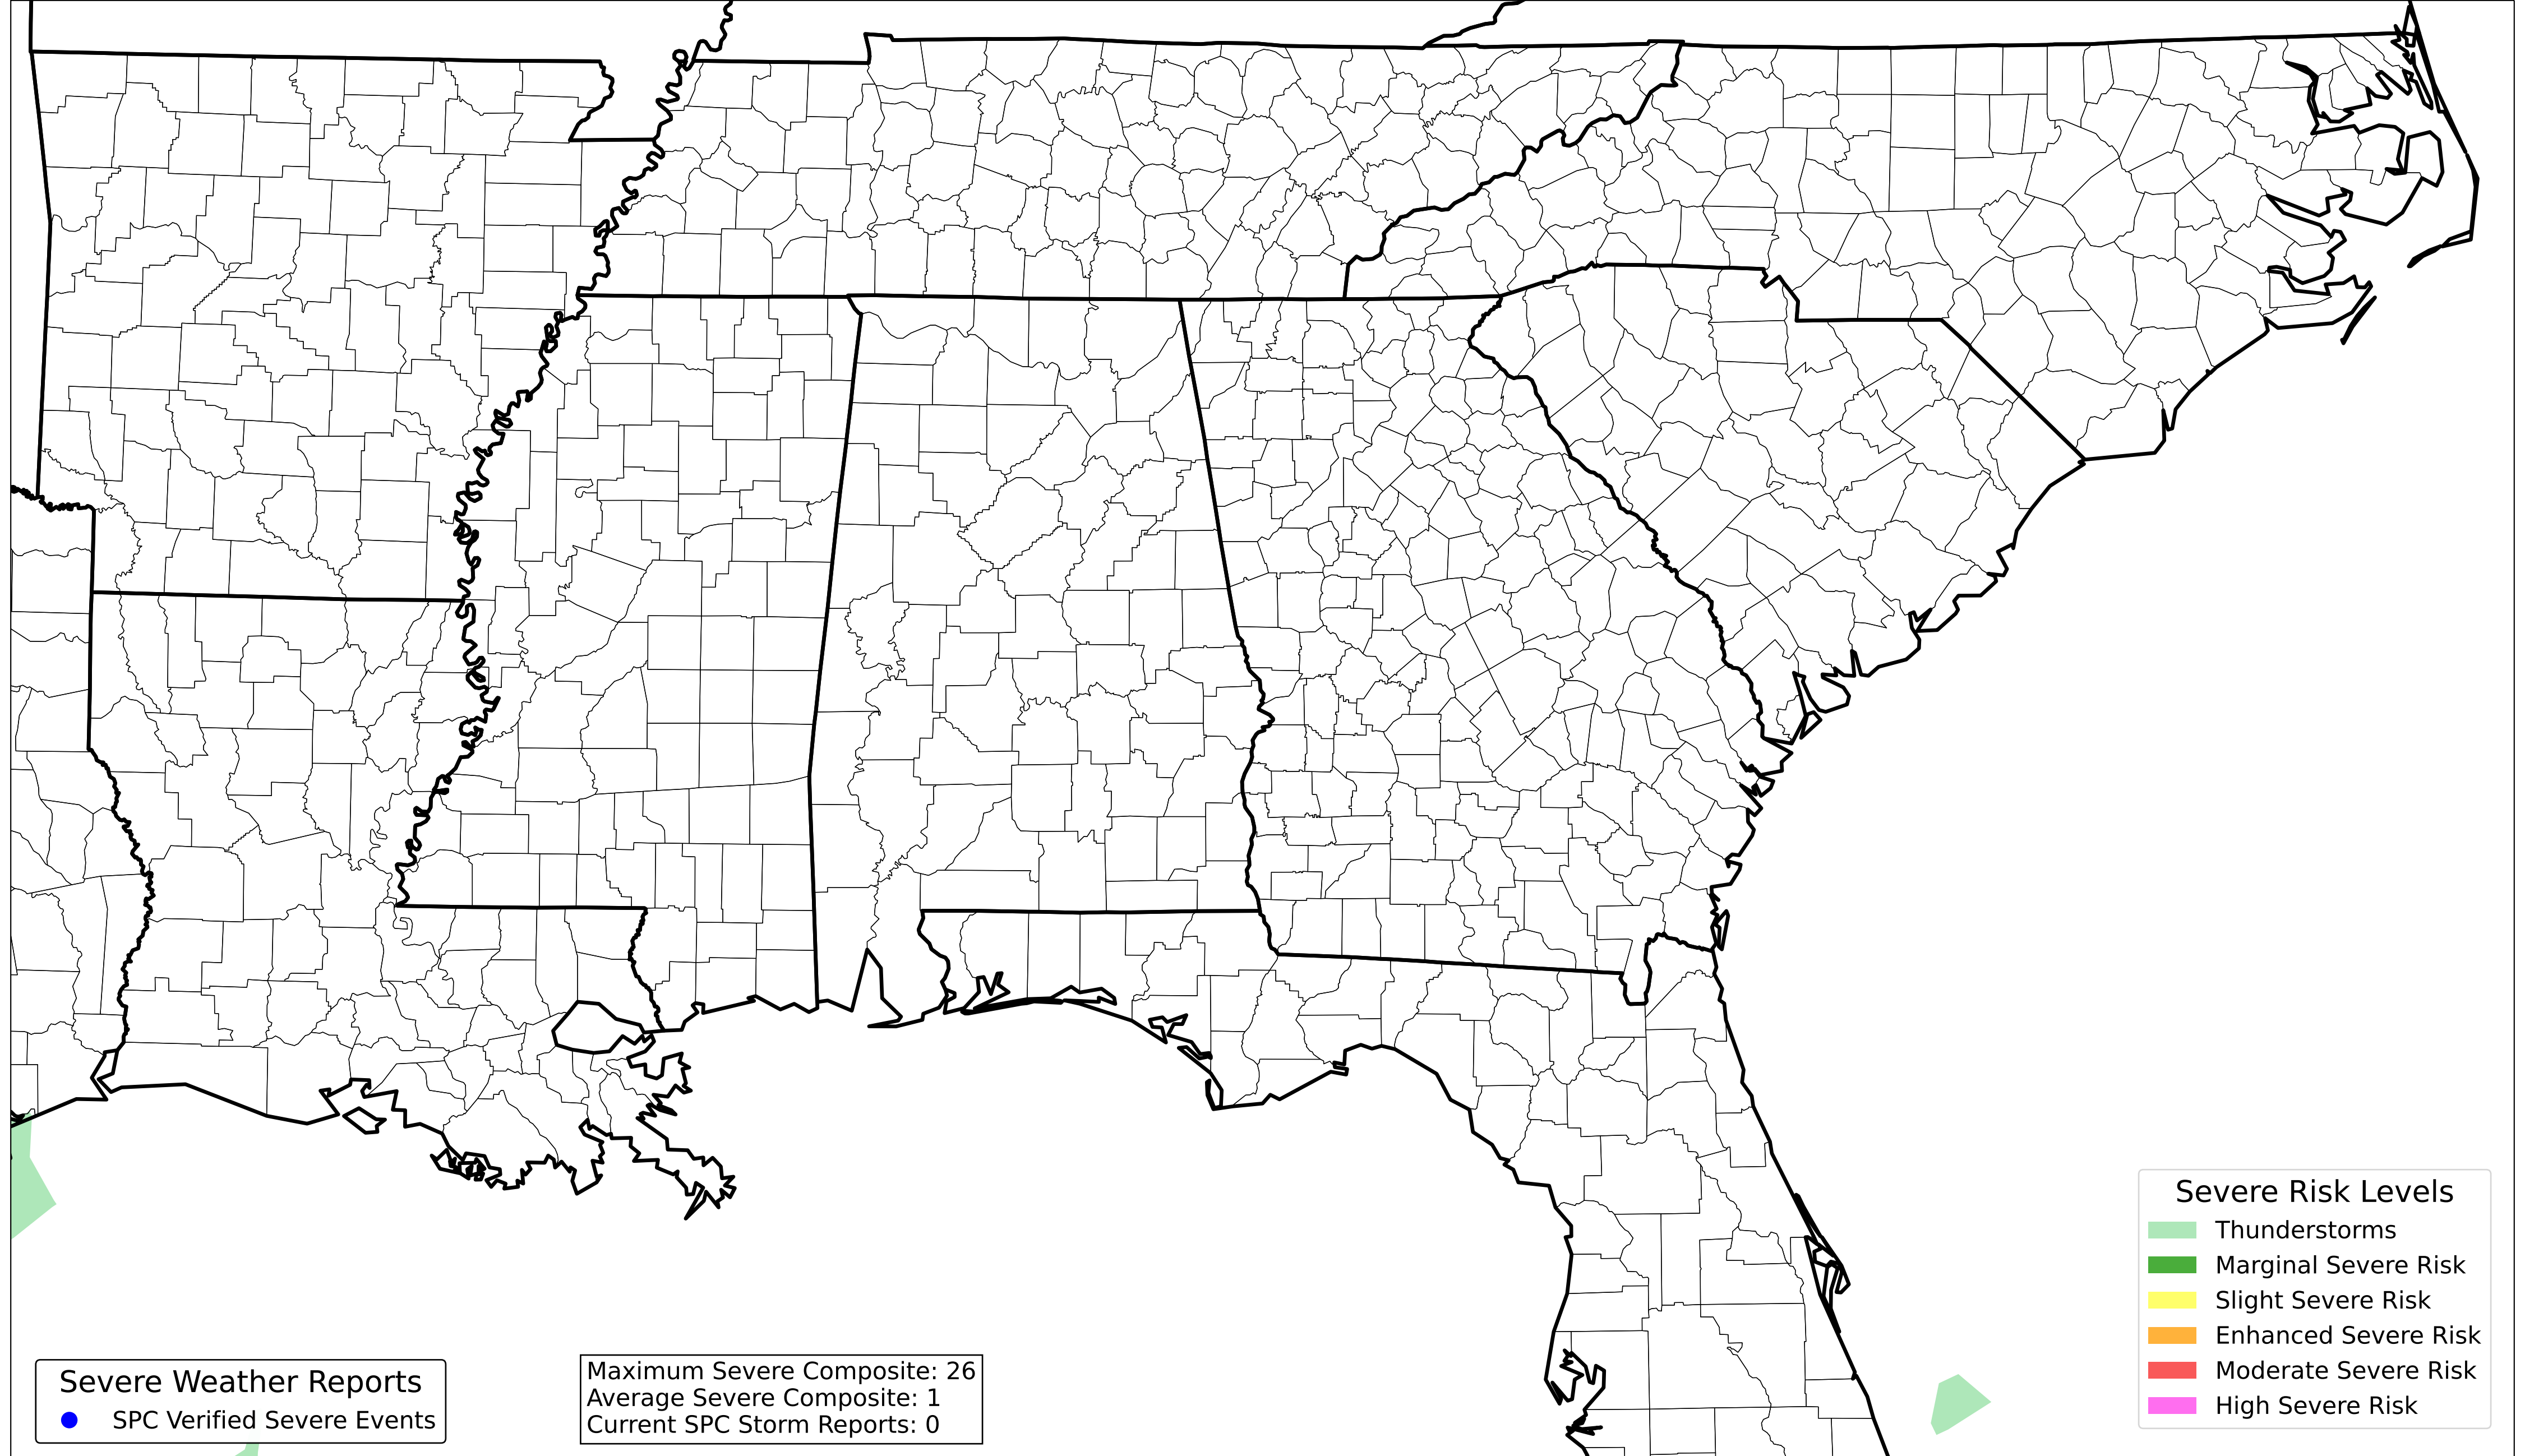 Severe Risk Levels
Thunderstorms
Marginal Severe Risk
Slight Severe Risk
Enhanced Severe Risk
Moderate Severe Risk
High Severe Risk
Severe Weather Reports
SPC Verified Severe Events
Maximum Severe Composite: 26
Average Severe Composite: 1
Current SPC Storm Reports: 0